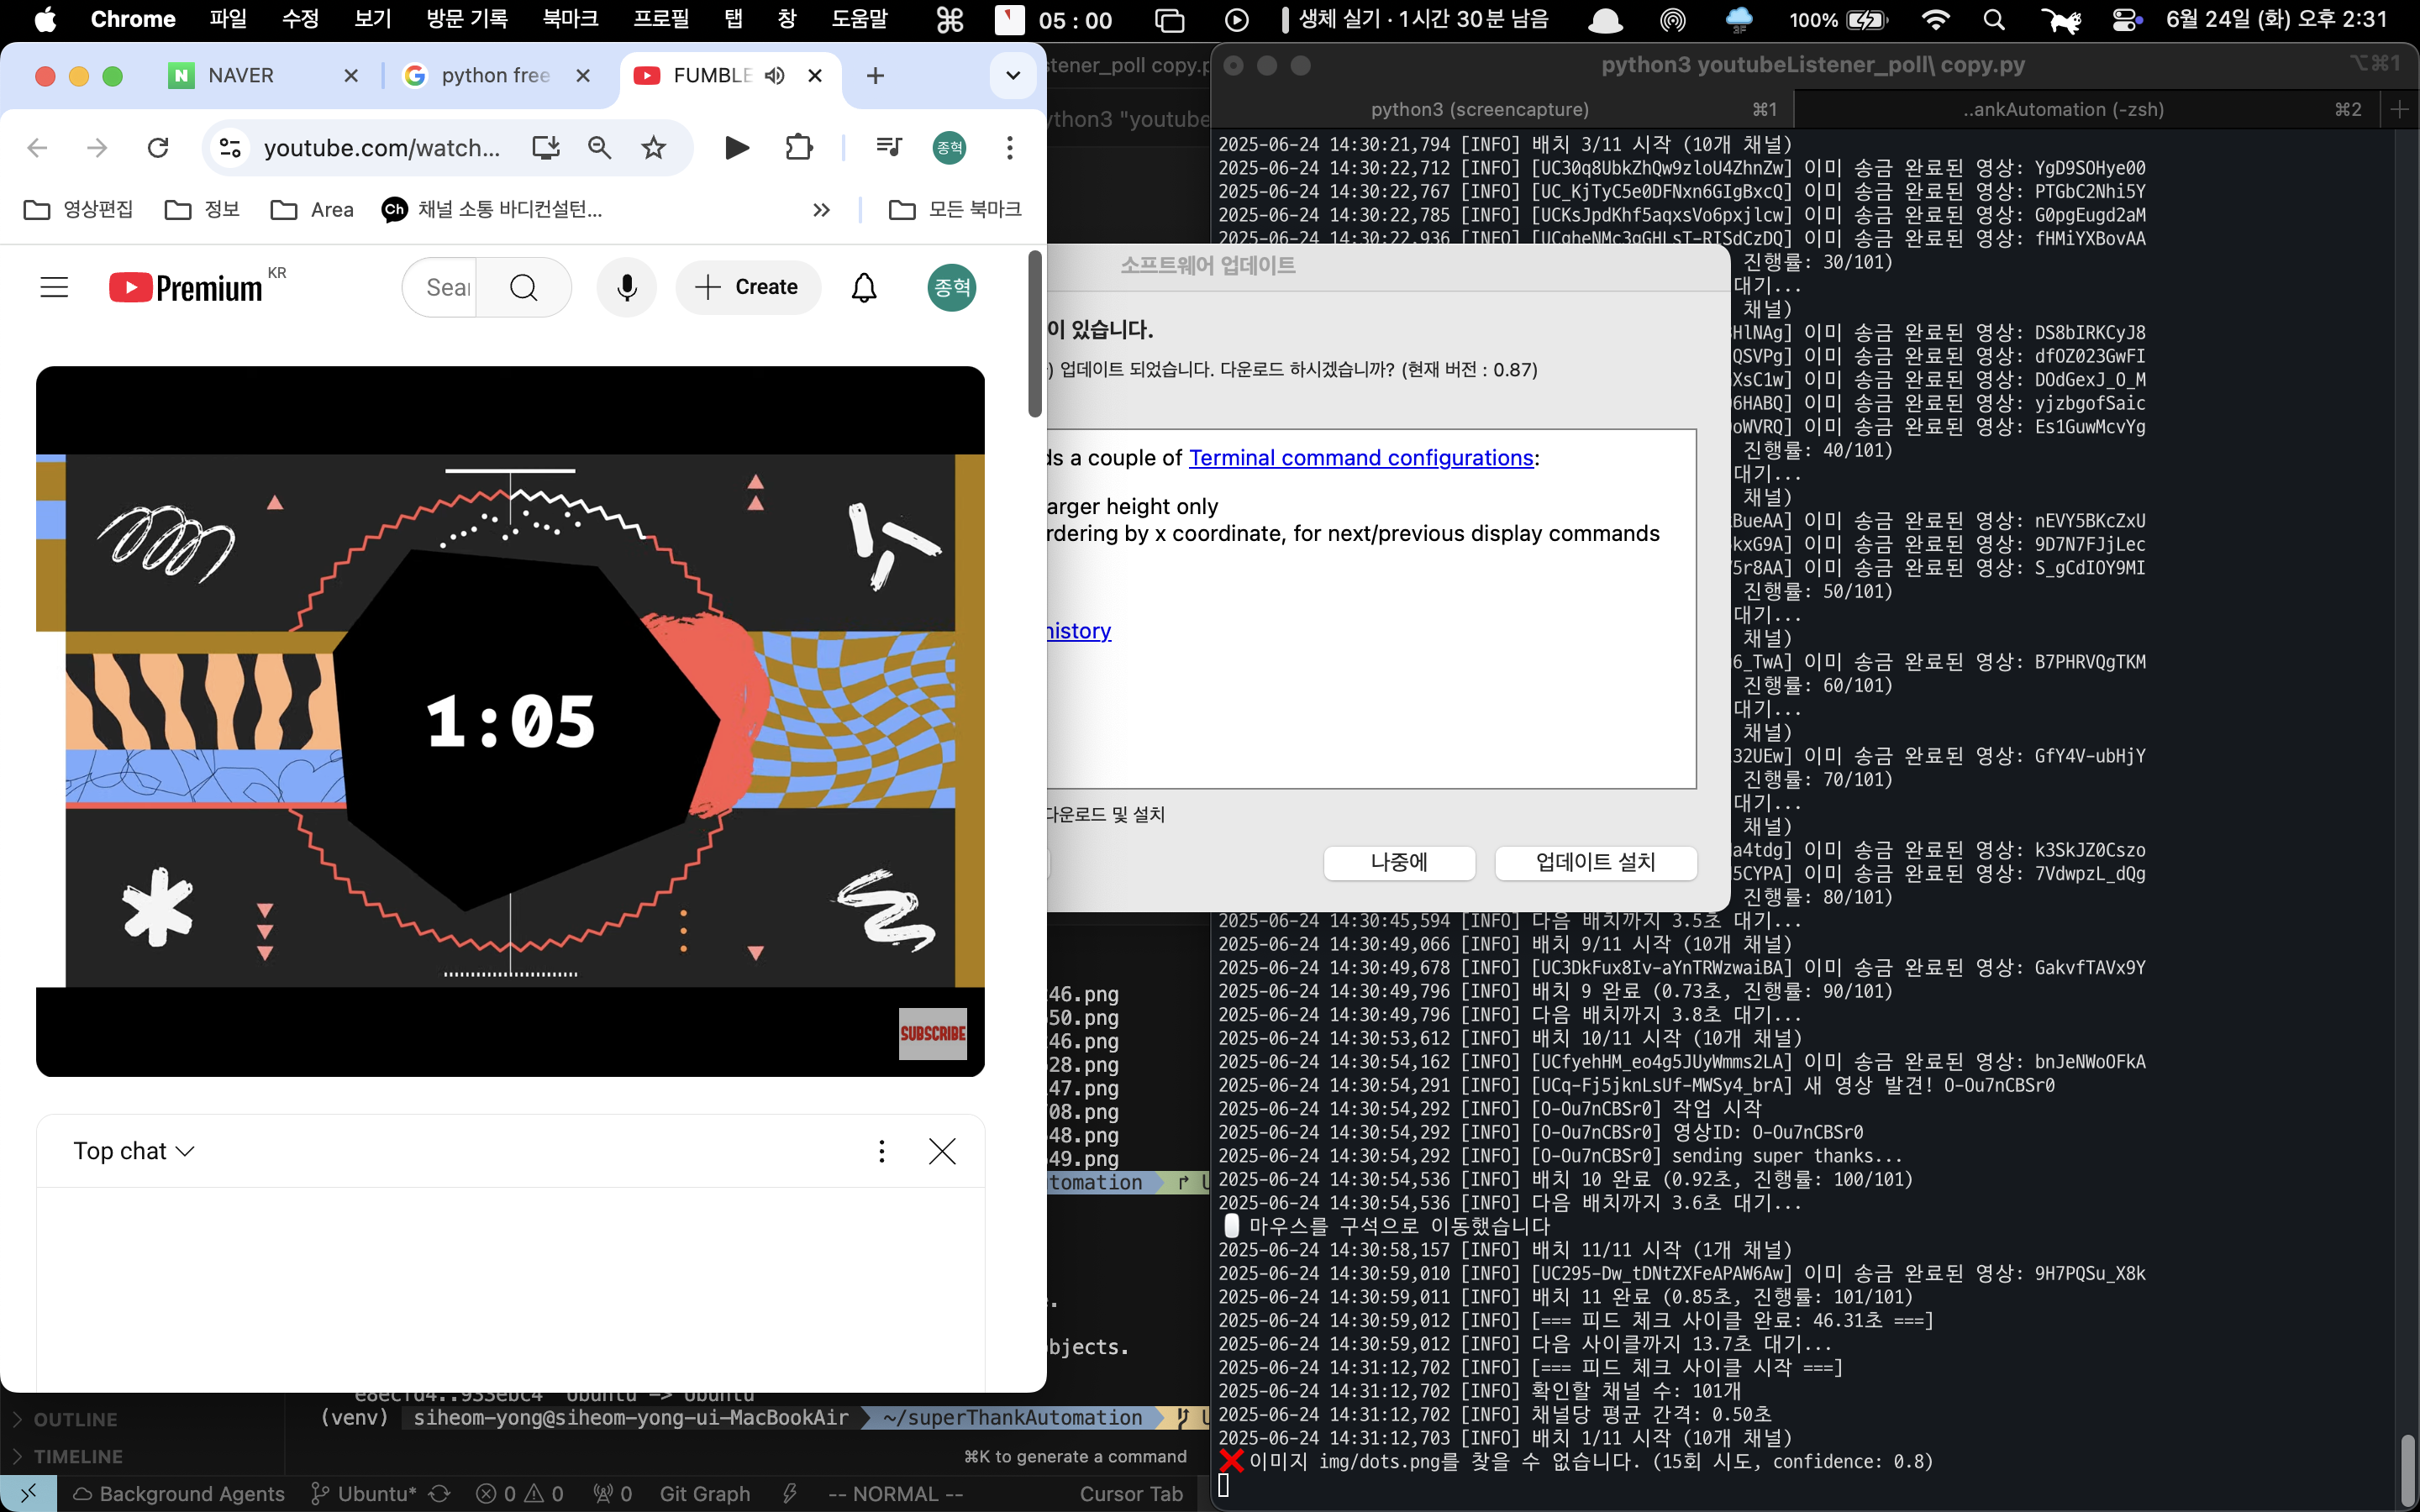 Chrome 파일 수정 보기 방문 기록 북마크 프로필 탭 창 도움말 05 : 00 생체 실기 · 1시간 30분 남음 100% 6월 24일 (화) 오후 2:31
NAVER python free FUMBLE
youtube.com/watch... 종혁
영상편집 정보 Area Ch 채널 소통 바디컨설턴... 모든 북마크
Premium KR Sear Create 종혁
1:05
SUBSCRIBE
Top chat
stener_poll copy.p
ython3 "youtube
소프트웨어 업데이트
이 있습니다.
) 업데이트 되었습니다. 다운로드 하시겠습니까? (현재 버전 : 0.87)
ds a couple of Terminal command configurations:
arger height only
rdering by x coordinate, for next/previous display commands
history
다운로드 및 설치
나중에 업데이트 설치
46.png
50.png
46.png
28.png
47.png
08.png
48.png
49.png
tomation
bjects.
e8ecfd4..933ebc4 Ubuntu -> Ubuntu
(venv) siheom-yong@siheom-yong-ui-MacBookAir ~/superThankAutomation
⌘K to generate a command
OUTLINE
TIMELINE
Background Agents Ubuntu* 0 0 0 Git Graph -- NORMAL -- Cursor Tab
python3 youtubeListener_poll\ copy.py ⌥⌘1
python3 (screencapture) ⌘1 ..ankAutomation (-zsh) ⌘2
2025-06-24 14:30:21,794 [INFO] 배치 3/11 시작 (10개 채널)
2025-06-24 14:30:22,712 [INFO] [UC30q8UbkZhQw9zloU4ZhnZw] 이미 송금 완료된 영상: YgD9SOHye00
2025-06-24 14:30:22,767 [INFO] [UC_KjTyC5e0DFNxn6GIgBxcQ] 이미 송금 완료된 영상: PTGbC2Nhi5Y
2025-06-24 14:30:22,785 [INFO] [UCKsJpdKhf5aqxsVo6pxjlcw] 이미 송금 완료된 영상: G0pgEugd2aM
2025-06-24 14:30:22,936 [INFO] [UCgheNMc3gGHLsT-RISdCzDQ] 이미 송금 완료된 영상: fHMiYXBovAA
진행률: 30/101)
대기...
채널)
HlNAg] 이미 송금 완료된 영상: DS8bIRKCyJ8
QSVPg] 이미 송금 완료된 영상: dfOZ023GwFI
XsC1w] 이미 송금 완료된 영상: DOdGexJ_O_M
6HABQ] 이미 송금 완료된 영상: yjzbgofSaic
oWVRQ] 이미 송금 완료된 영상: Es1GuwMcvYg
진행률: 40/101)
대기...
채널)
BueAA] 이미 송금 완료된 영상: nEVY5BKcZxU
kxG9A] 이미 송금 완료된 영상: 9D7N7FJjLec
5r8AA] 이미 송금 완료된 영상: S_gCdIOY9MI
진행률: 50/101)
대기...
채널)
6_TwA] 이미 송금 완료된 영상: B7PHRVQgTKM
진행률: 60/101)
대기...
채널)
32UEw] 이미 송금 완료된 영상: GfY4V-ubHjY
진행률: 70/101)
대기...
채널)
a4tdg] 이미 송금 완료된 영상: k3SkJZ0Cszo
5CYPA] 이미 송금 완료된 영상: 7VdwpzL_dQg
진행률: 80/101)
2025-06-24 14:30:45,594 [INFO] 다음 배치까지 3.5초 대기...
2025-06-24 14:30:49,066 [INFO] 배치 9/11 시작 (10개 채널)
2025-06-24 14:30:49,678 [INFO] [UC3DkFux8Iv-aYnTRWzwaiBA] 이미 송금 완료된 영상: GakvfTAVx9Y
2025-06-24 14:30:49,796 [INFO] 배치 9 완료 (0.73초, 진행률: 90/101)
2025-06-24 14:30:49,796 [INFO] 다음 배치까지 3.8초 대기...
2025-06-24 14:30:53,612 [INFO] 배치 10/11 시작 (10개 채널)
2025-06-24 14:30:54,162 [INFO] [UCfyehHM_eo4g5JUyWmms2LA] 이미 송금 완료된 영상: bnJeNWoOFkA
2025-06-24 14:30:54,291 [INFO] [UCq-Fj5jknLsUf-MWSy4_brA] 새 영상 발견! O-Ou7nCBSr0
2025-06-24 14:30:54,292 [INFO] [O-Ou7nCBSr0] 작업 시작
2025-06-24 14:30:54,292 [INFO] [O-Ou7nCBSr0] 영상ID: O-Ou7nCBSr0
2025-06-24 14:30:54,292 [INFO] [O-Ou7nCBSr0] sending super thanks...
2025-06-24 14:30:54,536 [INFO] 배치 10 완료 (0.92초, 진행률: 100/101)
2025-06-24 14:30:54,536 [INFO] 다음 배치까지 3.6초 대기...
마우스를 구석으로 이동했습니다
2025-06-24 14:30:58,157 [INFO] 배치 11/11 시작 (1개 채널)
2025-06-24 14:30:59,010 [INFO] [UC295-Dw_tDNtZXFeAPAW6Aw] 이미 송금 완료된 영상: 9H7PQSu_X8k
2025-06-24 14:30:59,011 [INFO] 배치 11 완료 (0.85초, 진행률: 101/101)
2025-06-24 14:30:59,012 [INFO] [=== 피드 체크 사이클 완료: 46.31초 ===]
2025-06-24 14:30:59,012 [INFO] 다음 사이클까지 13.7초 대기...
2025-06-24 14:31:12,702 [INFO] [=== 피드 체크 사이클 시작 ===]
2025-06-24 14:31:12,702 [INFO] 확인할 채널 수: 101개
2025-06-24 14:31:12,702 [INFO] 채널당 평균 간격: 0.50초
2025-06-24 14:31:12,703 [INFO] 배치 1/11 시작 (10개 채널)
❌ 이미지 img/dots.png를 찾을 수 없습니다. (15회 시도, confidence: 0.8)